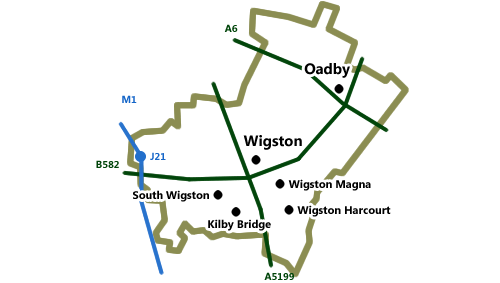 A6
Oadby
M1
Wigston
J21
B582
Wigston Magna
South Wigston
Wigston Harcourt
Kilby Bridge
A5199